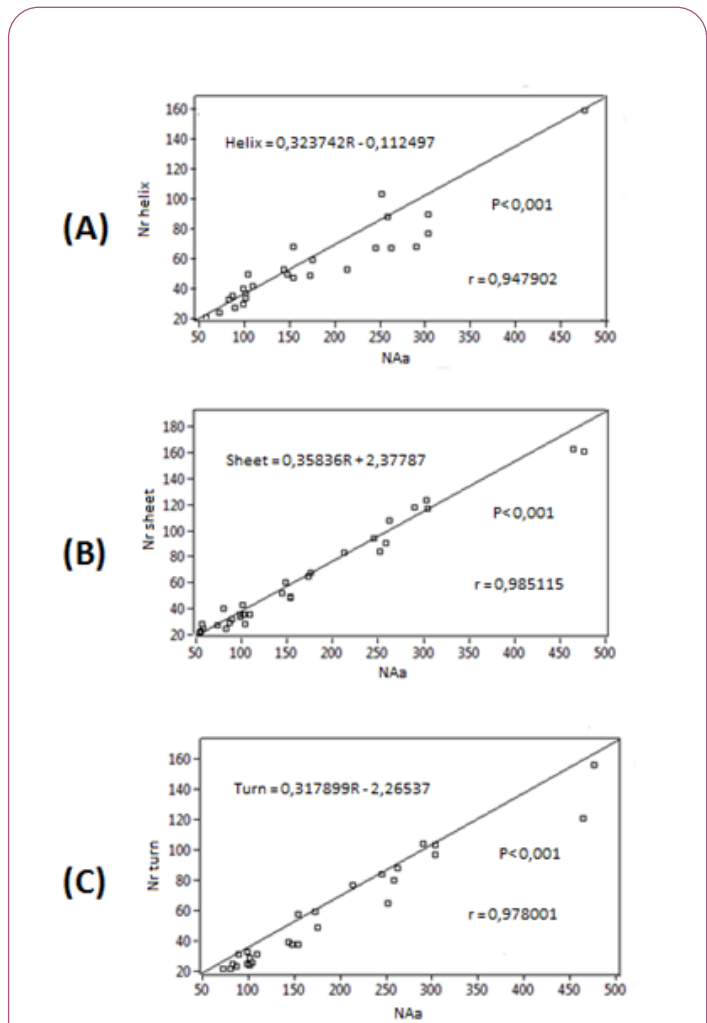 (A)
Nr helix
160
140
120
100
80
60
40
20
Helix = 0,323742R - 0,112497
P< 0,001
r = 0,947902
50 100 150 200 250 300 350 400 450 500
NAa
(B)
Nr sheet
180
160
140
120
100
80
60
40
20
Sheet = 0,35836R + 2,37787
P< 0,001
r = 0,985115
50 100 150 200 250 300 350 400 450 500
NAa
(C)
Nr turn
160
140
120
100
80
60
40
20
Turn = 0,317899R - 2,26537
P< 0,001
r = 0,978001
50 100 150 200 250 300 350 400 450 500
NAa